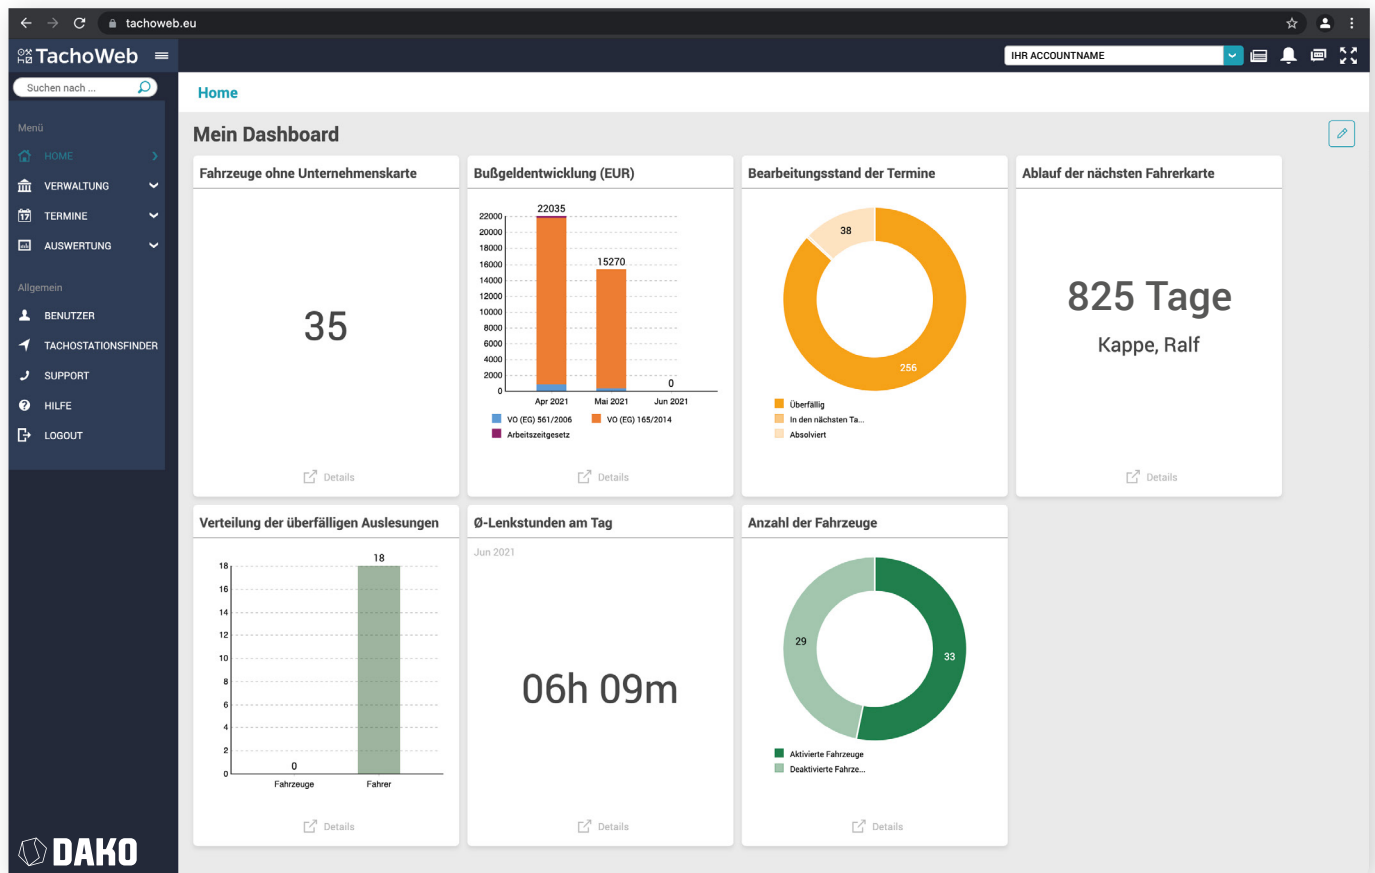 tachoweb.eu
TachoWeb
IHR ACCOUNTNAME
Suchen nach ...
Menü
HOME
VERWALTUNG
17 TERMINE
AUSWERTUNG
Allgemein
BENUTZER
TACHOSTATIONSFINDER
SUPPORT
HILFE
LOGOUT
DAKO
Home
Mein Dashboard
Fahrzeuge ohne Unternehmenskarte
35
Details
Bußgeldentwicklung (EUR)
22035
15270
0
22000
20000
18000
16000
14000
12000
10000
8000
6000
4000
2000
0
Apr 2021 Mai 2021 Jun 2021
VO (EG) 561/2006 VO (EG) 165/2014
Arbeitszeitgesetz
Details
Bearbeitungsstand der Termine
38
256
Überfällig
In den nächsten Ta...
Absolviert
Ablauf der nächsten Fahrerkarte
825 Tage
Kappe, Ralf
Details
Verteilung der überfälligen Auslesungen
18
0
18
16
14
12
10
8
6
4
2
0
Fahrzeuge Fahrer
Details
Ø-Lenkstunden am Tag
Jun 2021
06h 09m
Details
Anzahl der Fahrzeuge
29
33
Aktivierte Fahrzeuge
Deaktivierte Fahrze...
Details